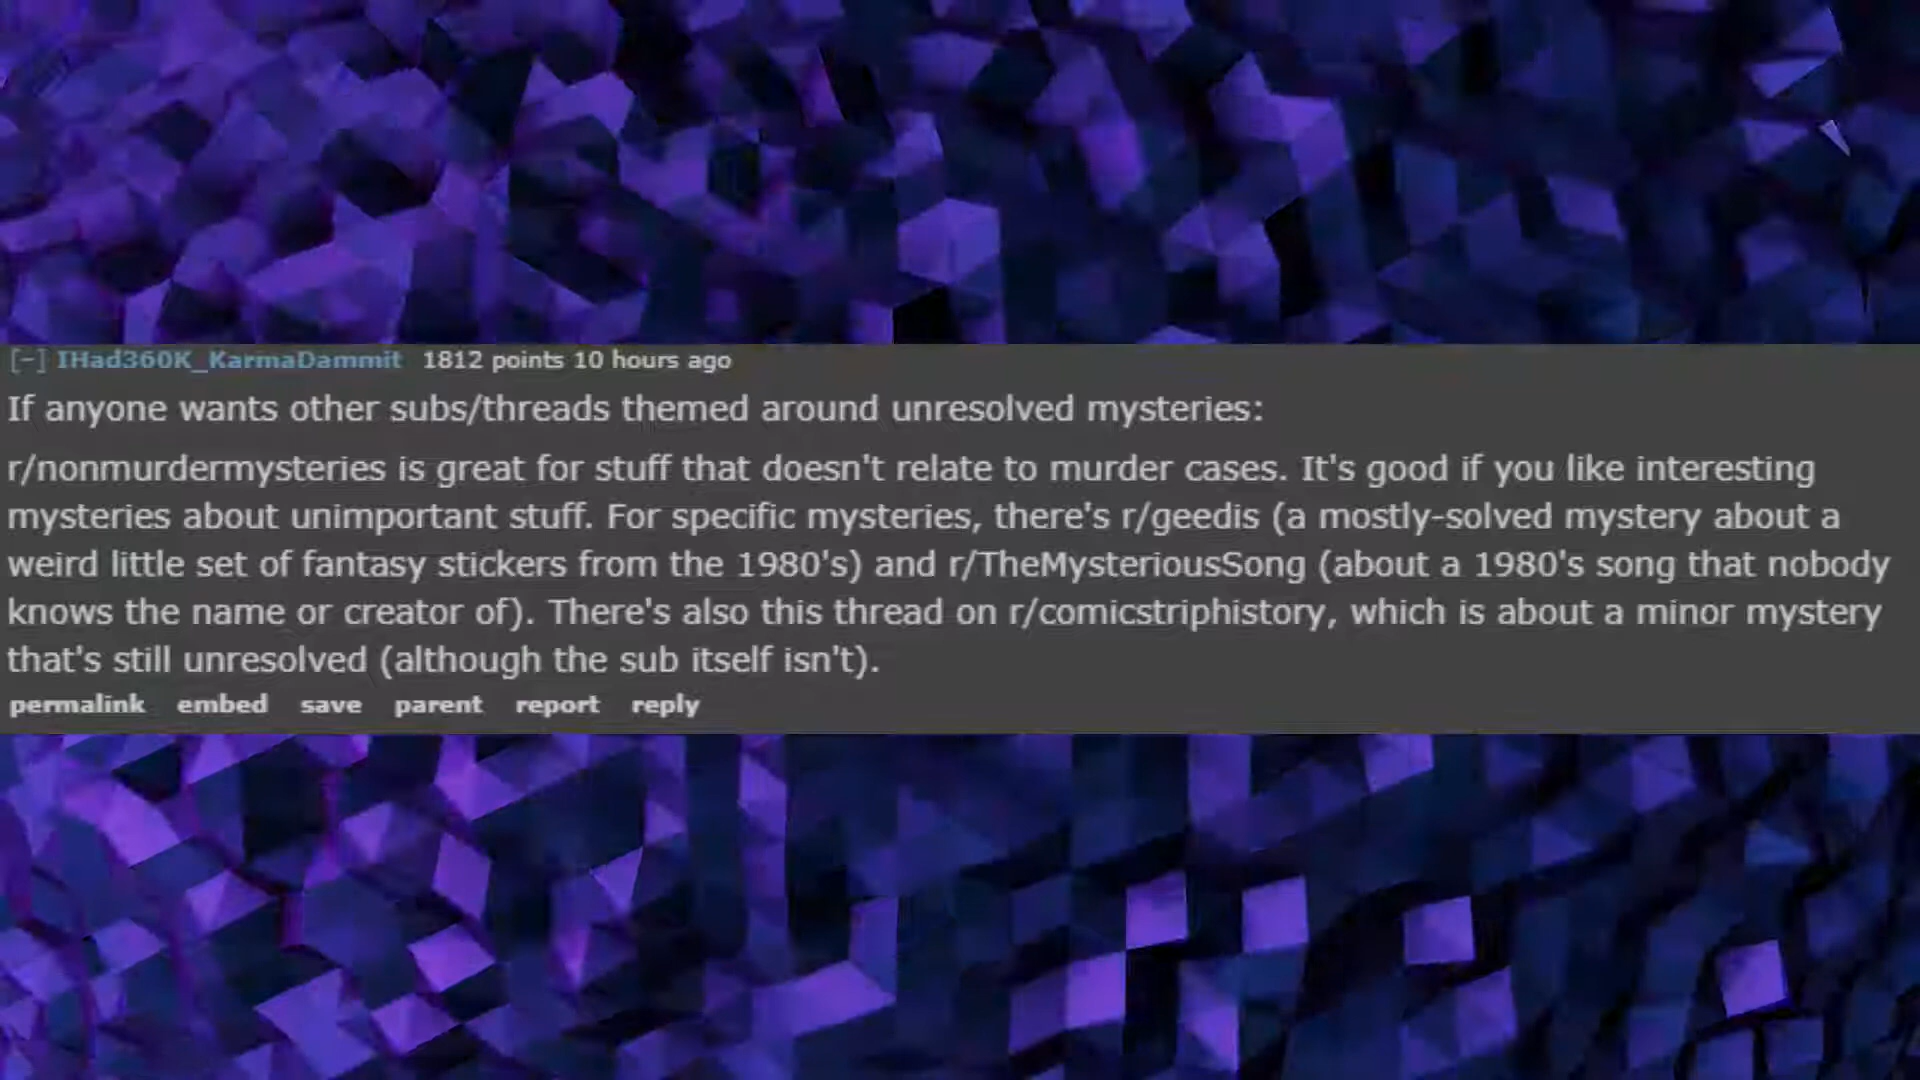 [–] IHad360K_KarmaDammit 1812 points 10 hours ago
If anyone wants other subs/threads themed around unresolved mysteries:
r/nonmurdermysteries is great for stuff that doesn't relate to murder cases. It's good if you like interesting
mysteries about unimportant stuff. For specific mysteries, there's r/geedis (a mostly-solved mystery about a
weird little set of fantasy stickers from the 1980's) and r/TheMysteriousSong (about a 1980's song that nobody
knows the name or creator of). There's also this thread on r/comicstriphistory, which is about a minor mystery
that's still unresolved (although the sub itself isn't).
permalink embed save parent report reply